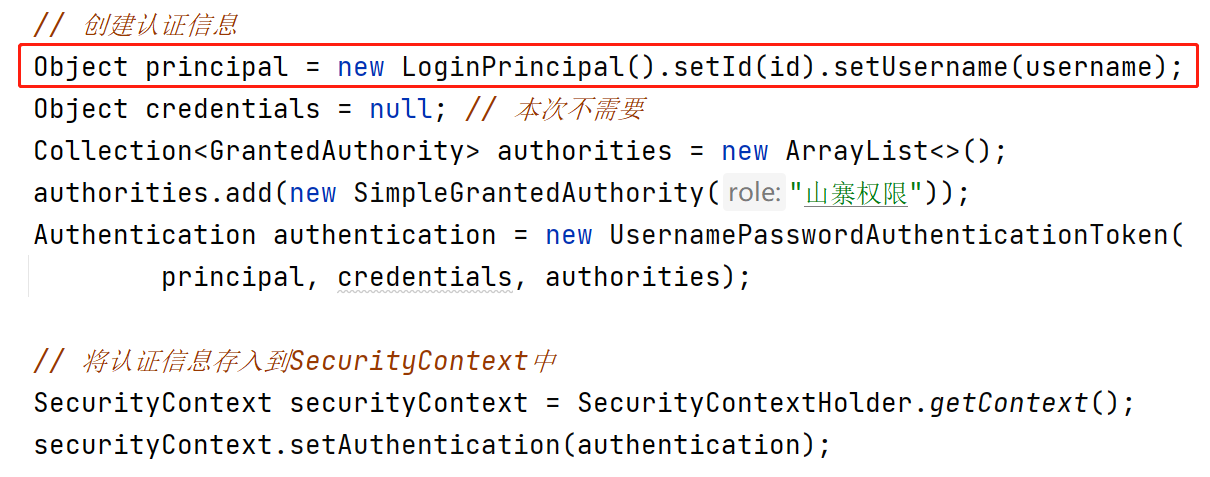 // 创建认证信息
Object principal = new LoginPrincipal().setId(id).setUsername(username);
Object credentials = null; // 本次不需要
Collection<GrantedAuthority> authorities = new ArrayList<>();
authorities.add(new SimpleGrantedAuthority( role: "山寨权限"));
Authentication authentication = new UsernamePasswordAuthenticationToken(
        principal, credentials, authorities);
// 将认证信息存入到SecurityContext中
SecurityContext securityContext = SecurityContextHolder.getContext();
securityContext.setAuthentication(authentication);